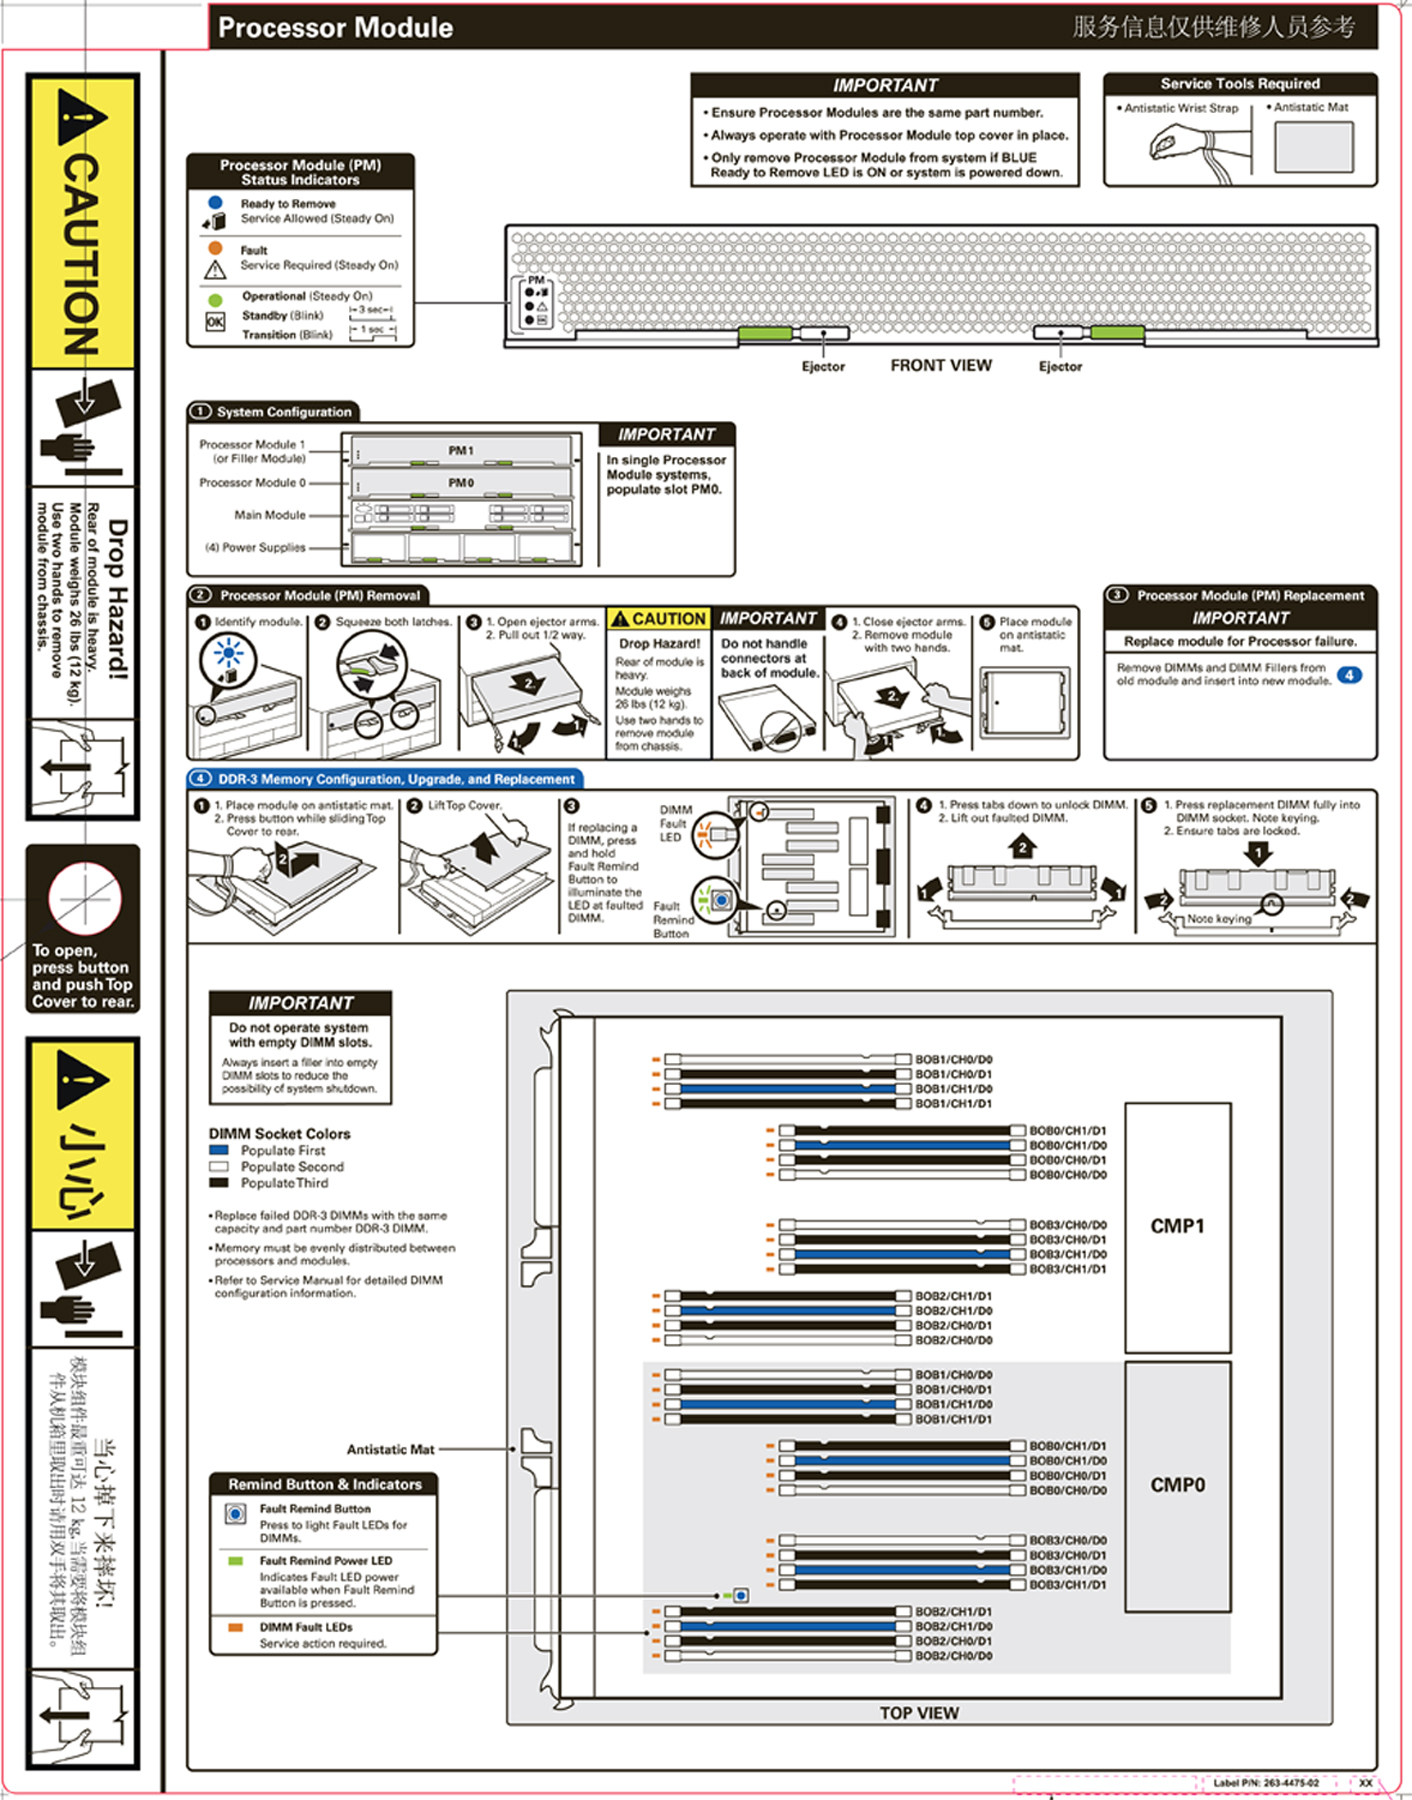 Processor Module
服务信息仅供维修人员参考
IMPORTANT
• Ensure Processor Modules are the same part number.
• Always operate with Processor Module top cover in place.
• Only remove Processor Module from system if BLUE
Ready to Remove LED is ON or system is powered down.
Service Tools Required
• Antistatic Wrist Strap
• Antistatic Mat
Processor Module (PM)
Status Indicators
Ready to Remove
Service Allowed (Steady On)
Fault
Service Required (Steady On)
Operational (Steady On)
OK
Standby (Blink)
3 sec
Transition (Blink)
1 sec
PM
OK
Ejector
FRONT VIEW
Ejector
1 System Configuration
Processor Module 1
(or Filler Module)
Processor Module 0
Main Module
(4) Power Supplies
PM1
PM0
IMPORTANT
In single Processor
Module systems,
populate slot PM0.
2 Processor Module (PM) Removal
1 Identify module.
2 Squeeze both latches.
3 1. Open ejector arms.
2. Pull out 1/2 way.
2.
1.
1.
CAUTION
Drop Hazard!
Rear of module is
heavy.
Module weighs
26 lbs (12 kg).
Use two hands to
remove module
from chassis.
IMPORTANT
Do not handle
connectors at
back of module.
4 1. Close ejector arms.
2. Remove module
with two hands.
2.
1.
1.
5 Place module
on antistatic
mat.
3 Processor Module (PM) Replacement
IMPORTANT
Replace module for Processor failure.
Remove DIMMs and DIMM Fillers from
old module and insert into new module.
4
4 DDR-3 Memory Configuration, Upgrade, and Replacement
1 1. Place module on antistatic mat.
2. Press button while sliding Top
Cover to rear.
2
2 Lift Top Cover.
3
If replacing a
DIMM, press
and hold
Fault Remind
Button to
illuminate the
LED at faulted
DIMM.
DIMM
Fault
LED
Fault
Remind
Button
4 1. Press tabs down to unlock DIMM.
2. Lift out faulted DIMM.
2
1
1
5 1. Press replacement DIMM fully into
DIMM socket. Note keying.
2. Ensure tabs are locked.
1
2
2
Note keying
IMPORTANT
Do not operate system
with empty DIMM slots.
Always insert a filler into empty
DIMM slots to reduce the
possibility of system shutdown.
DIMM Socket Colors
Populate First
Populate Second
Populate Third
• Replace failed DDR-3 DIMMs with the same
capacity and part number DDR-3 DIMM.
• Memory must be evenly distributed between
processors and modules.
• Refer to Service Manual for detailed DIMM
configuration information.
Antistatic Mat
Remind Button & Indicators
Fault Remind Button
Press to light Fault LEDs for
DIMMs.
Fault Remind Power LED
Indicates Fault LED power
available when Fault Remind
Button is pressed.
DIMM Fault LEDs
Service action required.
BOB1/CH0/D0
BOB1/CH0/D1
BOB1/CH1/D0
BOB1/CH1/D1
BOB0/CH1/D1
BOB0/CH1/D0
BOB0/CH0/D1
BOB0/CH0/D0
BOB3/CH0/D0
BOB3/CH0/D1
BOB3/CH1/D0
BOB3/CH1/D1
BOB2/CH1/D1
BOB2/CH1/D0
BOB2/CH0/D1
BOB2/CH0/D0
CMP1
BOB1/CH0/D0
BOB1/CH0/D1
BOB1/CH1/D0
BOB1/CH1/D1
BOB0/CH1/D1
BOB0/CH1/D0
BOB0/CH0/D1
BOB0/CH0/D0
BOB3/CH0/D0
BOB3/CH0/D1
BOB3/CH1/D0
BOB3/CH1/D1
BOB2/CH1/D1
BOB2/CH1/D0
BOB2/CH0/D1
BOB2/CH0/D0
CMP0
TOP VIEW
CAUTION
Drop Hazard!
Rear of module is heavy.
Module weighs 26 lbs (12 kg).
Use two hands to remove
module from chassis.
To open,
press button
and push Top
Cover to rear.
小心
当心掉下来摔坏!
模块组件最重可达 12 kg,当需要将模块组
件从机箱里取出时请用双手将其取出。
Label P/N: 263-4475-02
XX